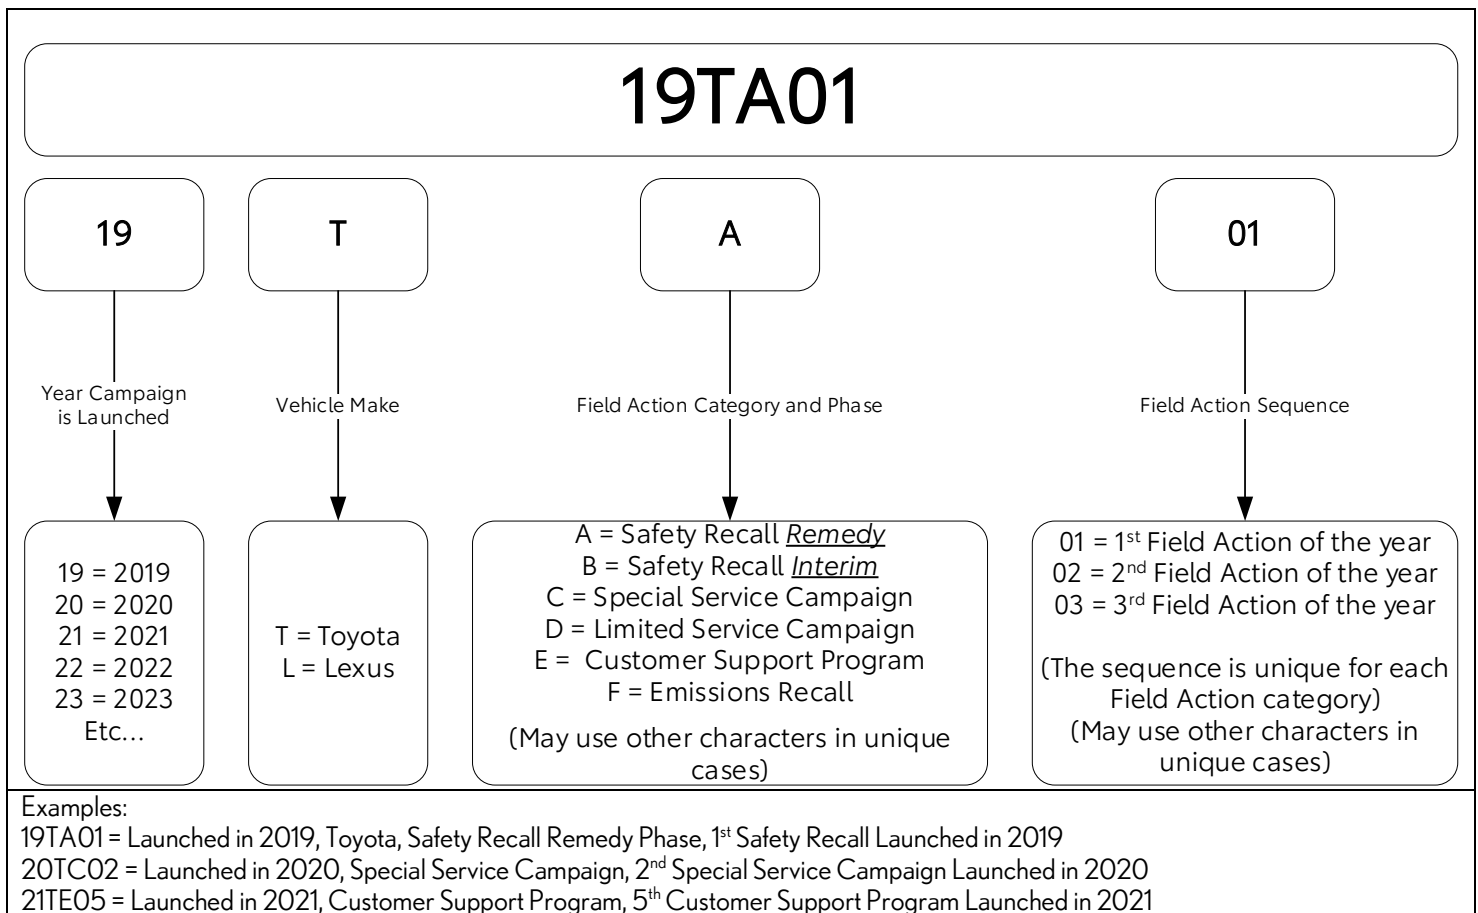 19TA01
19
T
A
01
Year Campaign
is Launched
Vehicle Make
Field Action Category and Phase
Field Action Sequence
19 = 2019
20 = 2020
21 = 2021
22 = 2022
23 = 2023
Etc...
T = Toyota
L = Lexus
A = Safety Recall Remedy
B = Safety Recall Interim
C = Special Service Campaign
D = Limited Service Campaign
E =  Customer Support Program
F = Emissions Recall
(May use other characters in unique
cases)
01 = 1st Field Action of the year
02 = 2nd Field Action of the year
03 = 3rd Field Action of the year
(The sequence is unique for each
Field Action category)
(May use other characters in
unique cases)
Examples:
19TA01 = Launched in 2019, Toyota, Safety Recall Remedy Phase, 1st Safety Recall Launched in 2019
20TC02 = Launched in 2020, Special Service Campaign, 2nd Special Service Campaign Launched in 2020
21TE05 = Launched in 2021, Customer Support Program, 5th Customer Support Program Launched in 2021